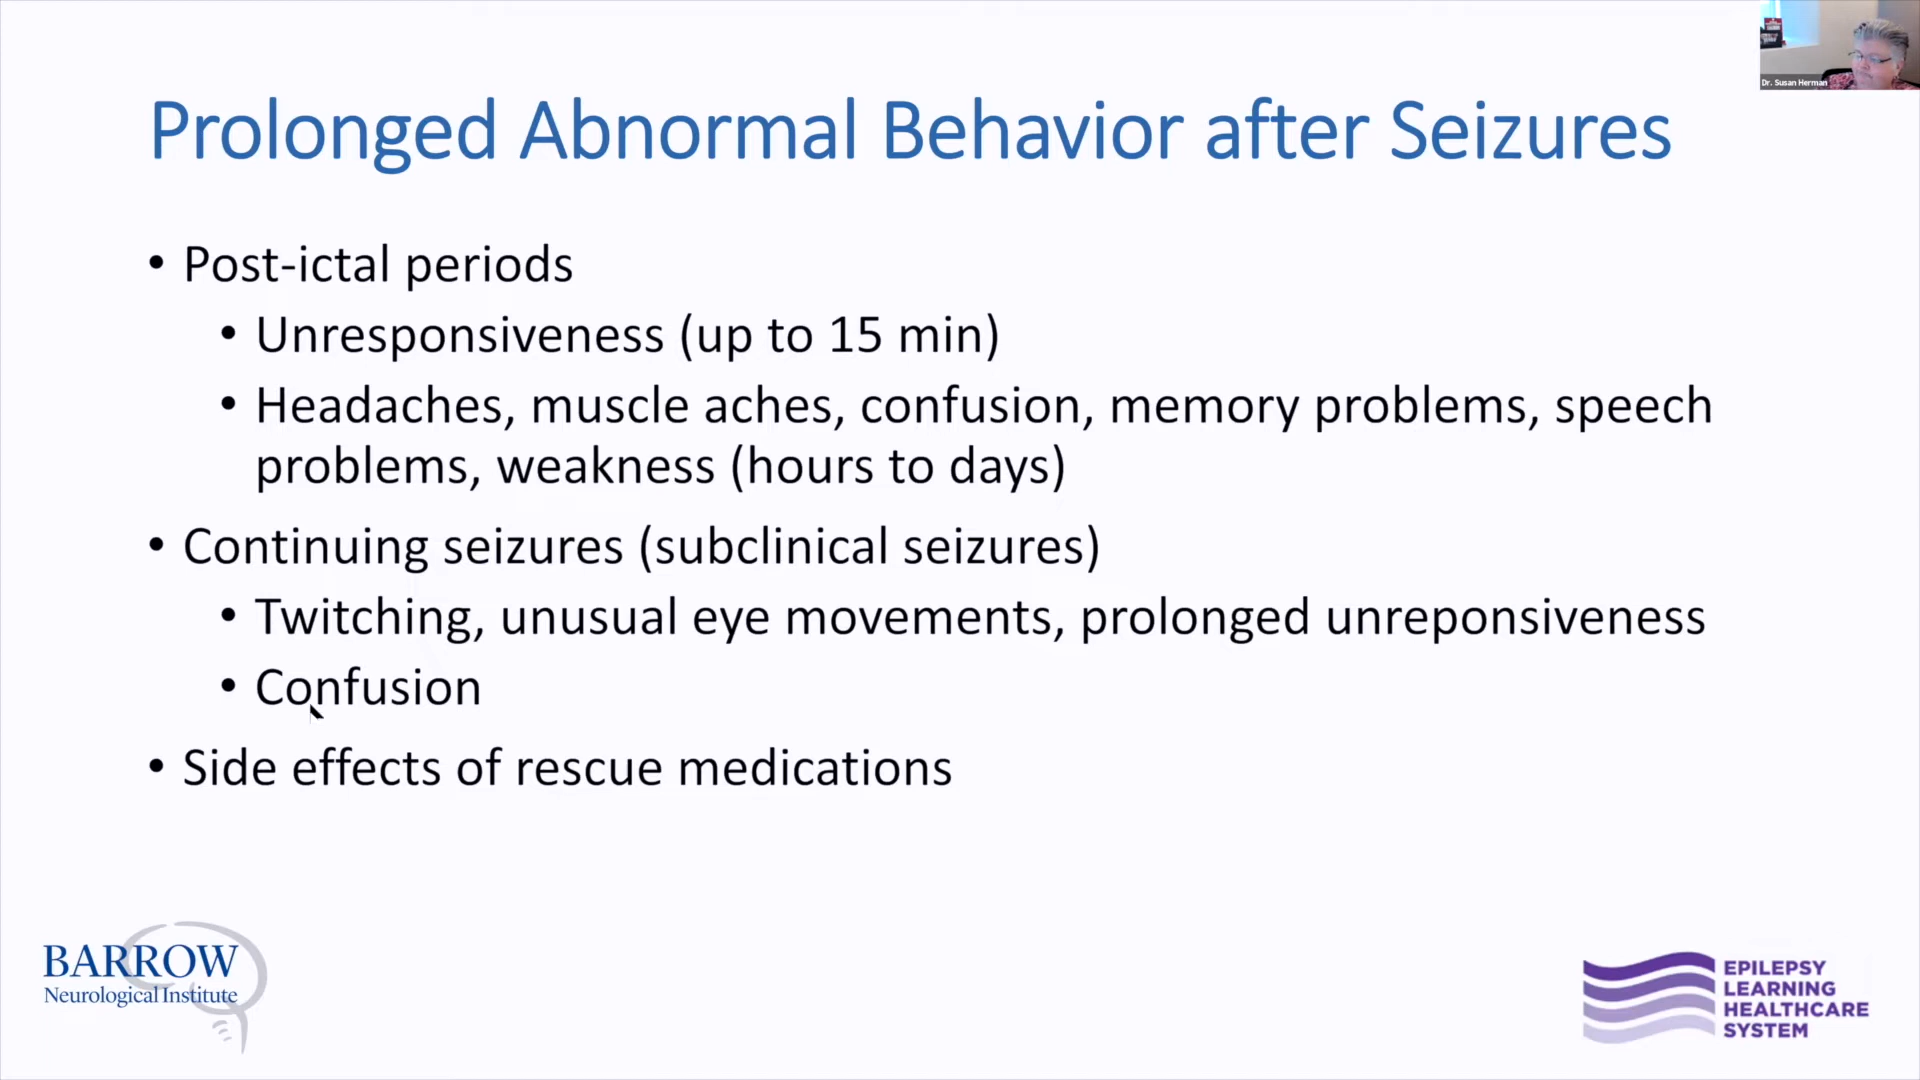 Dr. Susan Herman
Prolonged Abnormal Behavior after Seizures
• Post-ictal periods
• Unresponsiveness (up to 15 min)
• Headaches, muscle aches, confusion, memory problems, speech
problems, weakness (hours to days)
• Continuing seizures (subclinical seizures)
• Twitching, unusual eye movements, prolonged unreponsiveness
• Confusion
• Side effects of rescue medications
BARROW
Neurological Institute
EPILEPSY
LEARNING
HEALTHCARE
SYSTEM